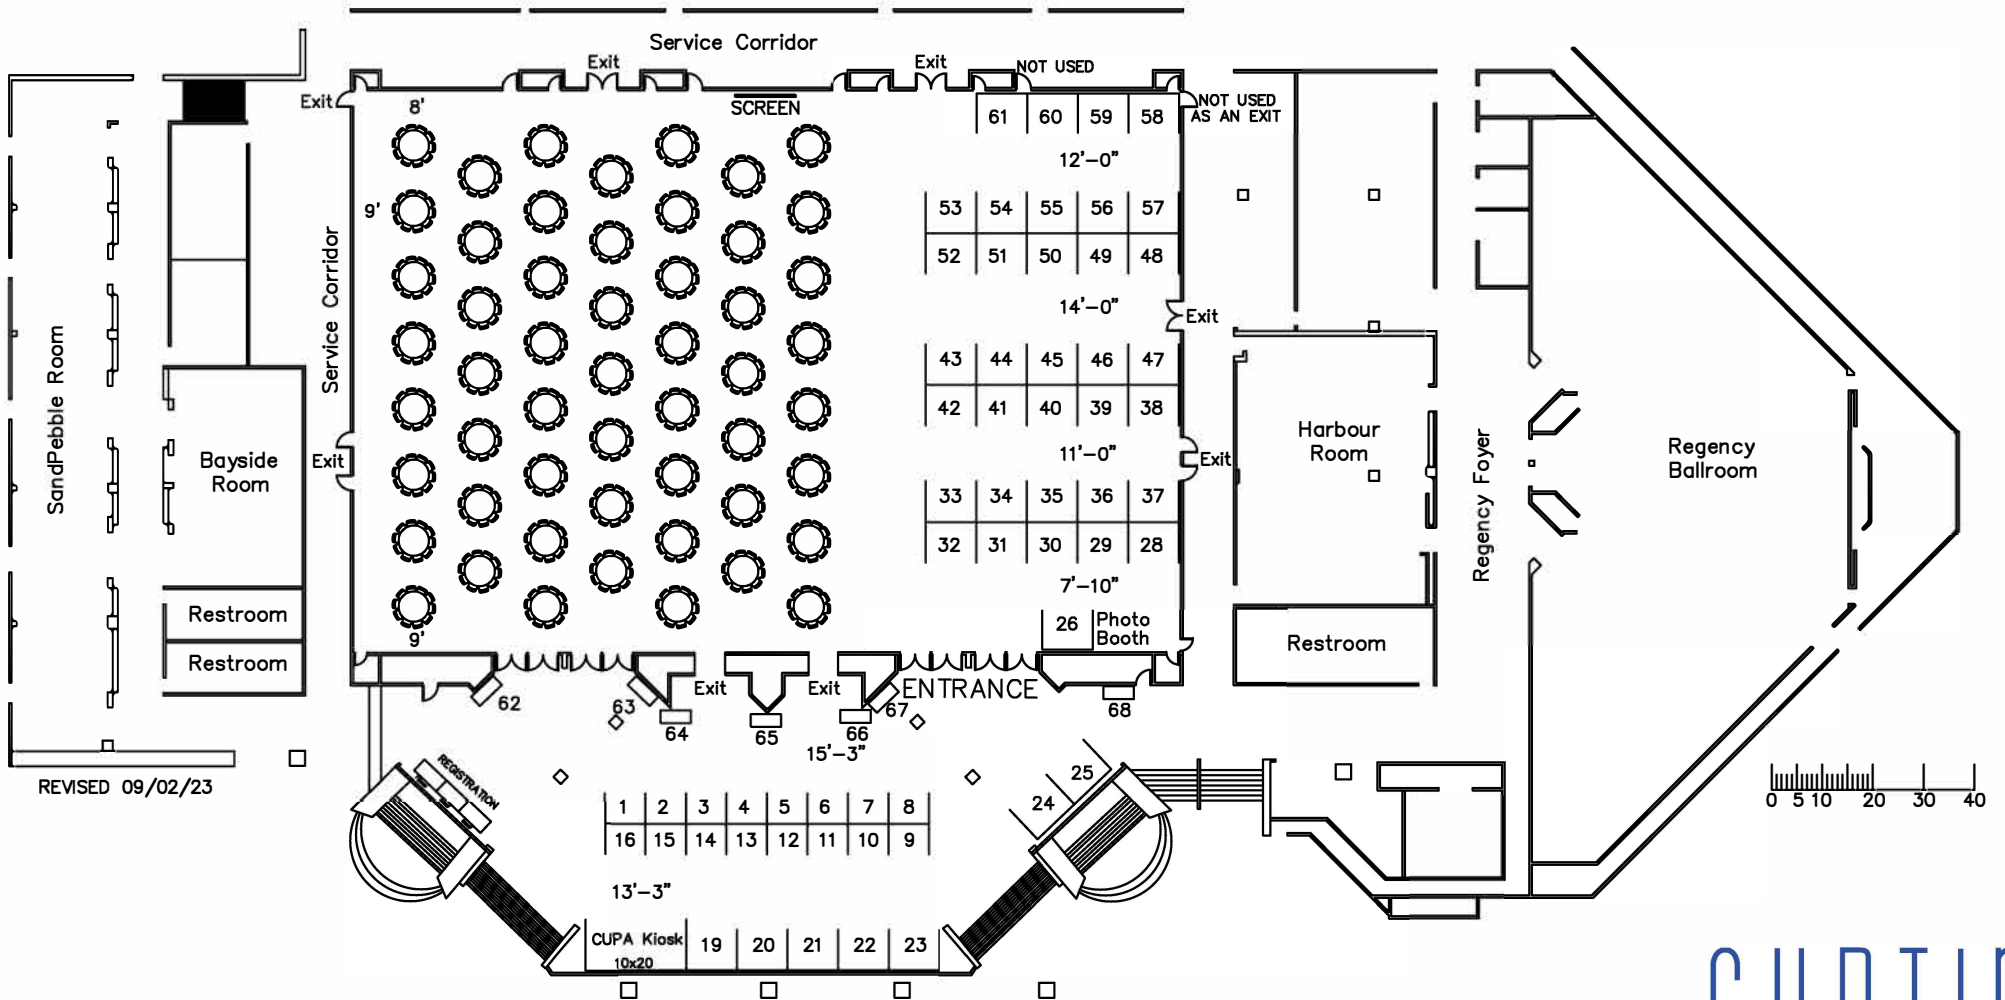 Service Corridor
Exit
Exit
NOT USED
Exit
8'
SCREEN
NOT USED
AS AN EXIT
61 60 59 58
12'-0"
9'
53 54 55 56 57
52 51 50 49 48
Service Corridor
14'-0"
Exit
SandPebble Room
43 44 45 46 47
42 41 40 39 38
Harbour
Room
Regency
Ballroom
Regency Foyer
Bayside
Room
Exit
11'-0"
Exit
33 34 35 36 37
32 31 30 29 28
7'-10"
Restroom
26
Photo
Booth
9'
Restroom
Restroom
Exit
Exit
ENTRANCE
62
63
64
65
66
67
68
15'-3"
REGISTRATION
25
24
REVISED 09/02/23
1 2 3 4 5 6 7 8
16 15 14 13 12 11 10 9
0 5 10 20 30 40
13'-3"
CUPA Kiosk
10x20
19 20 21 22 23